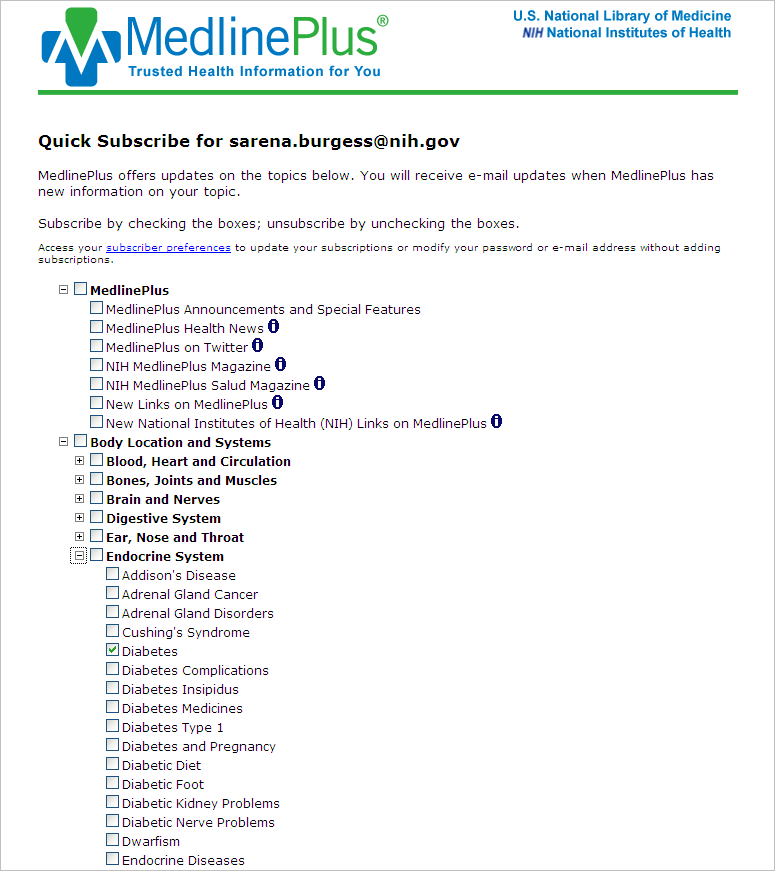 MedlinePlus®
Trusted Health Information for You
U.S. National Library of Medicine
NIH National Institutes of Health
Quick Subscribe for sarena.burgess@nih.gov
MedlinePlus offers updates on the topics below. You will receive e-mail updates when MedlinePlus has
new information on your topic.
Subscribe by checking the boxes; unsubscribe by unchecking the boxes.
Access your subscriber preferences to update your subscriptions or modify your password or e-mail address without adding
subscriptions.
MedlinePlus
MedlinePlus Announcements and Special Features
MedlinePlus Health News
MedlinePlus on Twitter
NIH MedlinePlus Magazine
NIH MedlinePlus Salud Magazine
New Links on MedlinePlus
New National Institutes of Health (NIH) Links on MedlinePlus
Body Location and Systems
Blood, Heart and Circulation
Bones, Joints and Muscles
Brain and Nerves
Digestive System
Ear, Nose and Throat
Endocrine System
Addison's Disease
Adrenal Gland Cancer
Adrenal Gland Disorders
Cushing's Syndrome
Diabetes
Diabetes Complications
Diabetes Insipidus
Diabetes Medicines
Diabetes Type 1
Diabetes and Pregnancy
Diabetic Diet
Diabetic Foot
Diabetic Kidney Problems
Diabetic Nerve Problems
Dwarfism
Endocrine Diseases